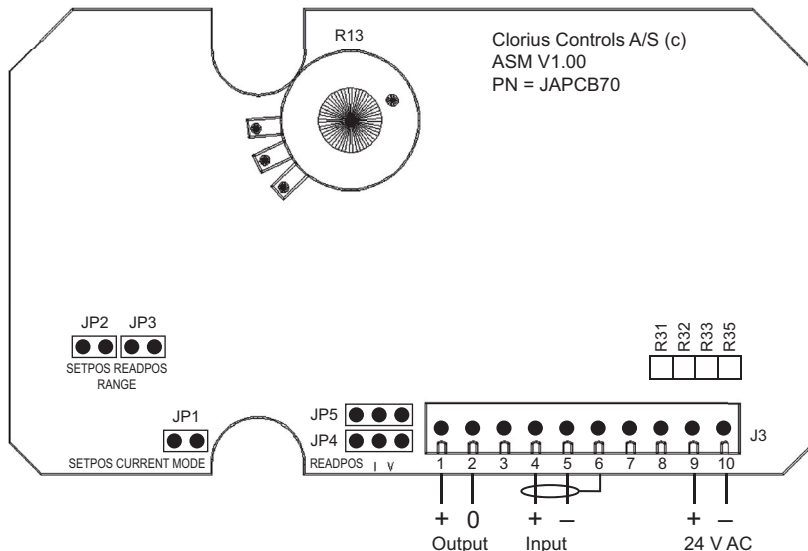 R13
Clorius Controls A/S (c)
ASM V1.00
PN = JAPCB70
JP2 JP3
SETPOS READPOS
RANGE
R31 R32 R33 R35
JP1
SETPOS CURRENT MODE
JP5
JP4
READPOS I V
J3
1 2 3 4 5 6 7 8 9 10
+ 0 + – + –
Output Input 24 V AC